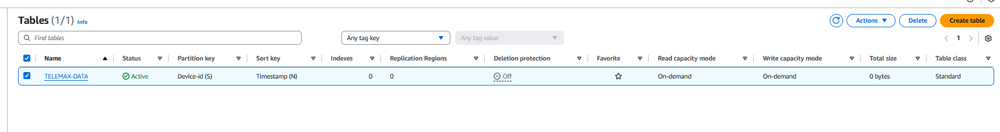 Tables (1/1) Info
Actions Delete Create table
Find tables Any tag key Any tag value 1
Name Status Partition key Sort key Indexes Replication Regions Deletion protection Favorite Read capacity mode Write capacity mode Total size Table class
TELEMAX-DATA Active Device-id (S) Timestamp (N) 0 0 Off On-demand On-demand 0 bytes Standard